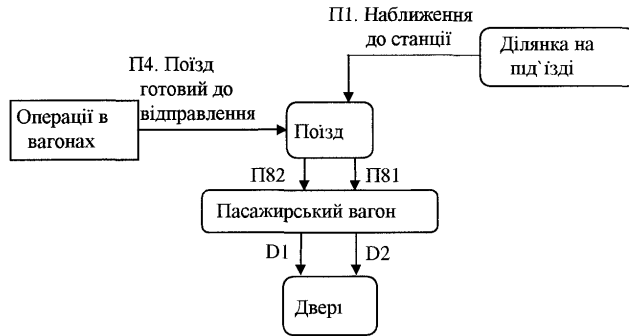 П1. Наближення
до станції
Ділянка на
під`їзді
П4. Поїзд
готовий до
відправлення
Операції в
вагонах
Поїзд
П82
П81
Пасажирський вагон
D1
D2
Двері